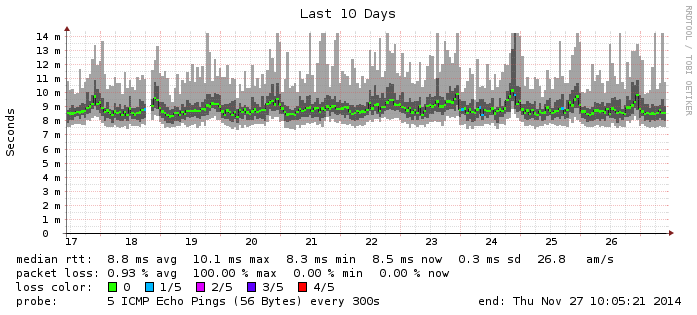 Last 10 Days
RRDTOOL / TOBI OETIKER
Seconds
14 m
13 m
12 m
11 m
10 m
9 m
8 m
7 m
6 m
5 m
4 m
3 m
2 m
1 m
0
17 18 19 20 21 22 23 24 25 26
median rtt: 8.8 ms avg 10.1 ms max 8.3 ms min 8.5 ms now 0.3 ms sd 26.8 am/s
packet loss: 0.93 % avg 100.00 % max 0.00 % min 0.00 % now
loss color: 0 1/5 2/5 3/5 4/5
probe: 5 ICMP Echo Pings (56 Bytes) every 300s end: Thu Nov 27 10:05:21 2014